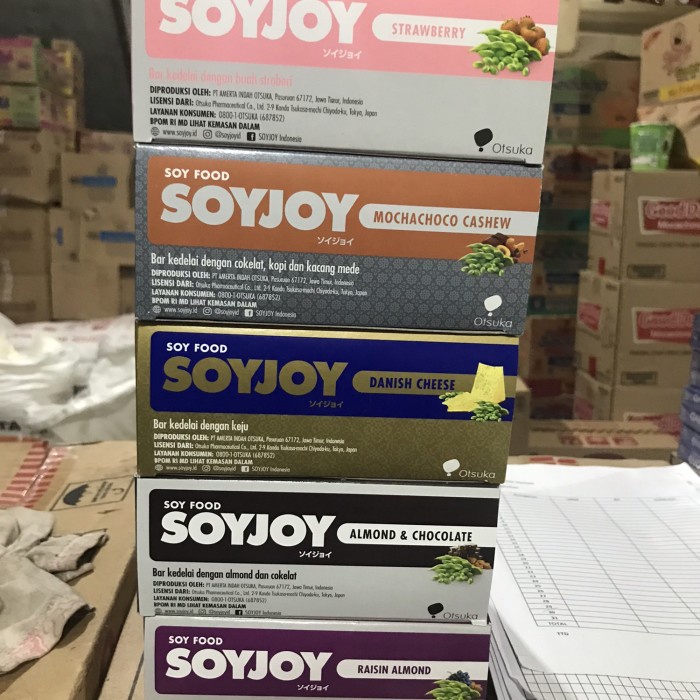 SOYJOY
STRAWBERRY
ソイジョイ
Bar kedelai dengan buah stroberi
DIPRODUKSI OLEH: PT AMERTA INDAH OTSUKA, Pasuruan 67172, Jawa Timur, Indonesia
LISENSI DARI: Otsuka Pharmaceutical Co., Ltd. 2-9 Kanda Tsukasa-machi Chiyoda-ku, Tokyo, Japan
LAYANAN KONSUMEN: 0800-1-OTSUKA (687852)
BPOM RI MD LIHAT KEMASAN DALAM
www.soyjoy.id @soyjoyid SOYJOY Indonesia
Otsuka
SOY FOOD
SOYJOY
MOCHACHOCO CASHEW
ソイジョイ
Bar kedelai dengan cokelat, kopi dan kacang mede
DIPRODUKSI OLEH: PT AMERTA INDAH OTSUKA, Pasuruan 67172, Jawa Timur, Indonesia
LISENSI DARI: Otsuka Pharmaceutical Co., Ltd. 2-9 Kanda Tsukasa-machi Chiyoda-ku, Tokyo, Japan
LAYANAN KONSUMEN: 0800-1-OTSUKA (687852)
BPOM RI MD LIHAT KEMASAN DALAM
www.soyjoy.id @soyjoyid SOYJOY Indonesia
Otsuka
SOY FOOD
SOYJOY
DANISH CHEESE
ソイジョイ
Bar kedelai dengan keju
DIPRODUKSI OLEH: PT AMERTA INDAH OTSUKA, Pasuruan 67172, Jawa Timur, Indonesia
LISENSI DARI: Otsuka Pharmaceutical Co., Ltd. 2-9 Kanda Tsukasa-machi Chiyoda-ku, Tokyo, Japan
LAYANAN KONSUMEN: 0800-1-OTSUKA (687852)
BPOM RI MD LIHAT KEMASAN DALAM
www.soyjoy.id @soyjoyid SOYJOY Indonesia
Otsuka
SOY FOOD
SOYJOY
ALMOND & CHOCOLATE
ソイジョイ
Bar kedelai dengan almond dan cokelat
DIPRODUKSI OLEH: PT AMERTA INDAH OTSUKA, Pasuruan 67172, Jawa Timur, Indonesia
LISENSI DARI: Otsuka Pharmaceutical Co., Ltd. 2-9 Kanda Tsukasa-machi Chiyoda-ku, Tokyo, Japan
LAYANAN KONSUMEN: 0800-1-OTSUKA (687852)
BPOM RI MD LIHAT KEMASAN DALAM
www.soyjoy.id @soyjoyid SOYJOY Indonesia
Otsuka
SOY FOOD
SOYJOY
RAISIN ALMOND
ソイジョイ
TOTAL
TTD